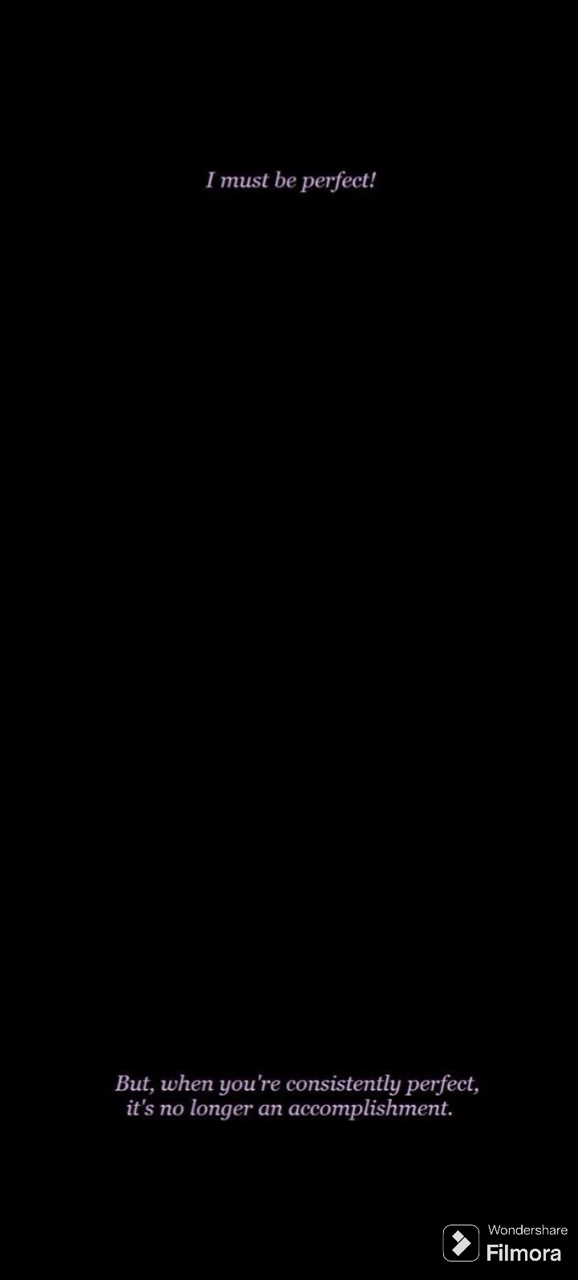 I must be perfect!
But, when you're consistently perfect,
it's no longer an accomplishment.
Wondershare
Filmora